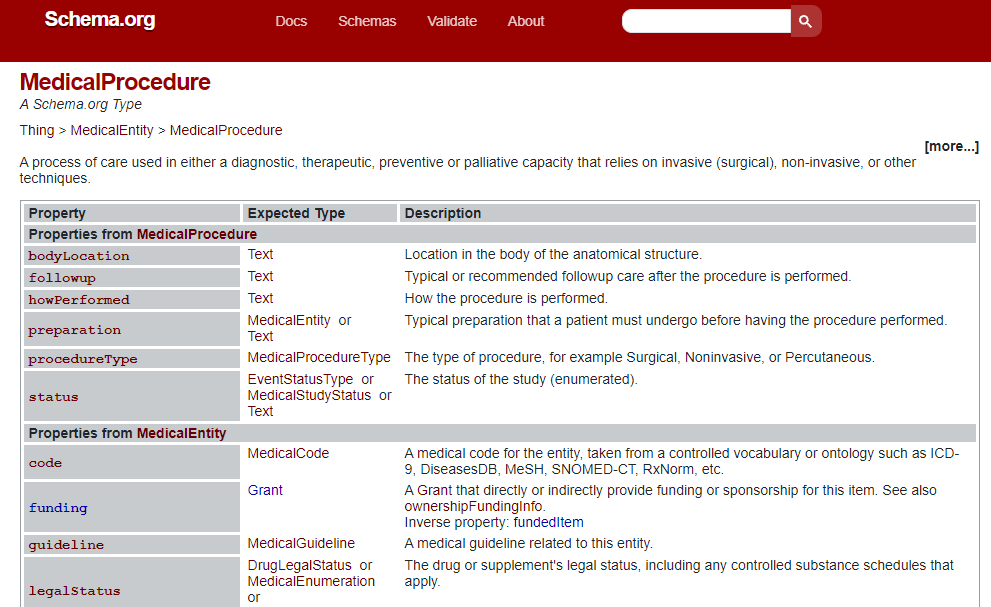 Schema.org
Docs Schemas Validate About
MedicalProcedure
A Schema.org Type
Thing > MedicalEntity > MedicalProcedure
[more...]
A process of care used in either a diagnostic, therapeutic, preventive or palliative capacity that relies on invasive (surgical), non-invasive, or other
techniques.
Property Expected Type Description
Properties from MedicalProcedure
bodyLocation Text Location in the body of the anatomical structure.
followup Text Typical or recommended followup care after the procedure is performed.
howPerformed Text How the procedure is performed.
preparation MedicalEntity or Typical preparation that a patient must undergo before having the procedure performed.
Text
procedureType MedicalProcedureType The type of procedure, for example Surgical, Noninvasive, or Percutaneous.
status EventStatusType or The status of the study (enumerated).
MedicalStudyStatus or
Text
Properties from MedicalEntity
code MedicalCode A medical code for the entity, taken from a controlled vocabulary or ontology such as ICD-
9, DiseasesDB, MeSH, SNOMED-CT, RxNorm, etc.
funding Grant A Grant that directly or indirectly provide funding or sponsorship for this item. See also
ownershipFundingInfo.
Inverse property: fundedItem
guideline MedicalGuideline A medical guideline related to this entity.
legalStatus DrugLegalStatus or The drug or supplement's legal status, including any controlled substance schedules that
MedicalEnumeration apply.
or